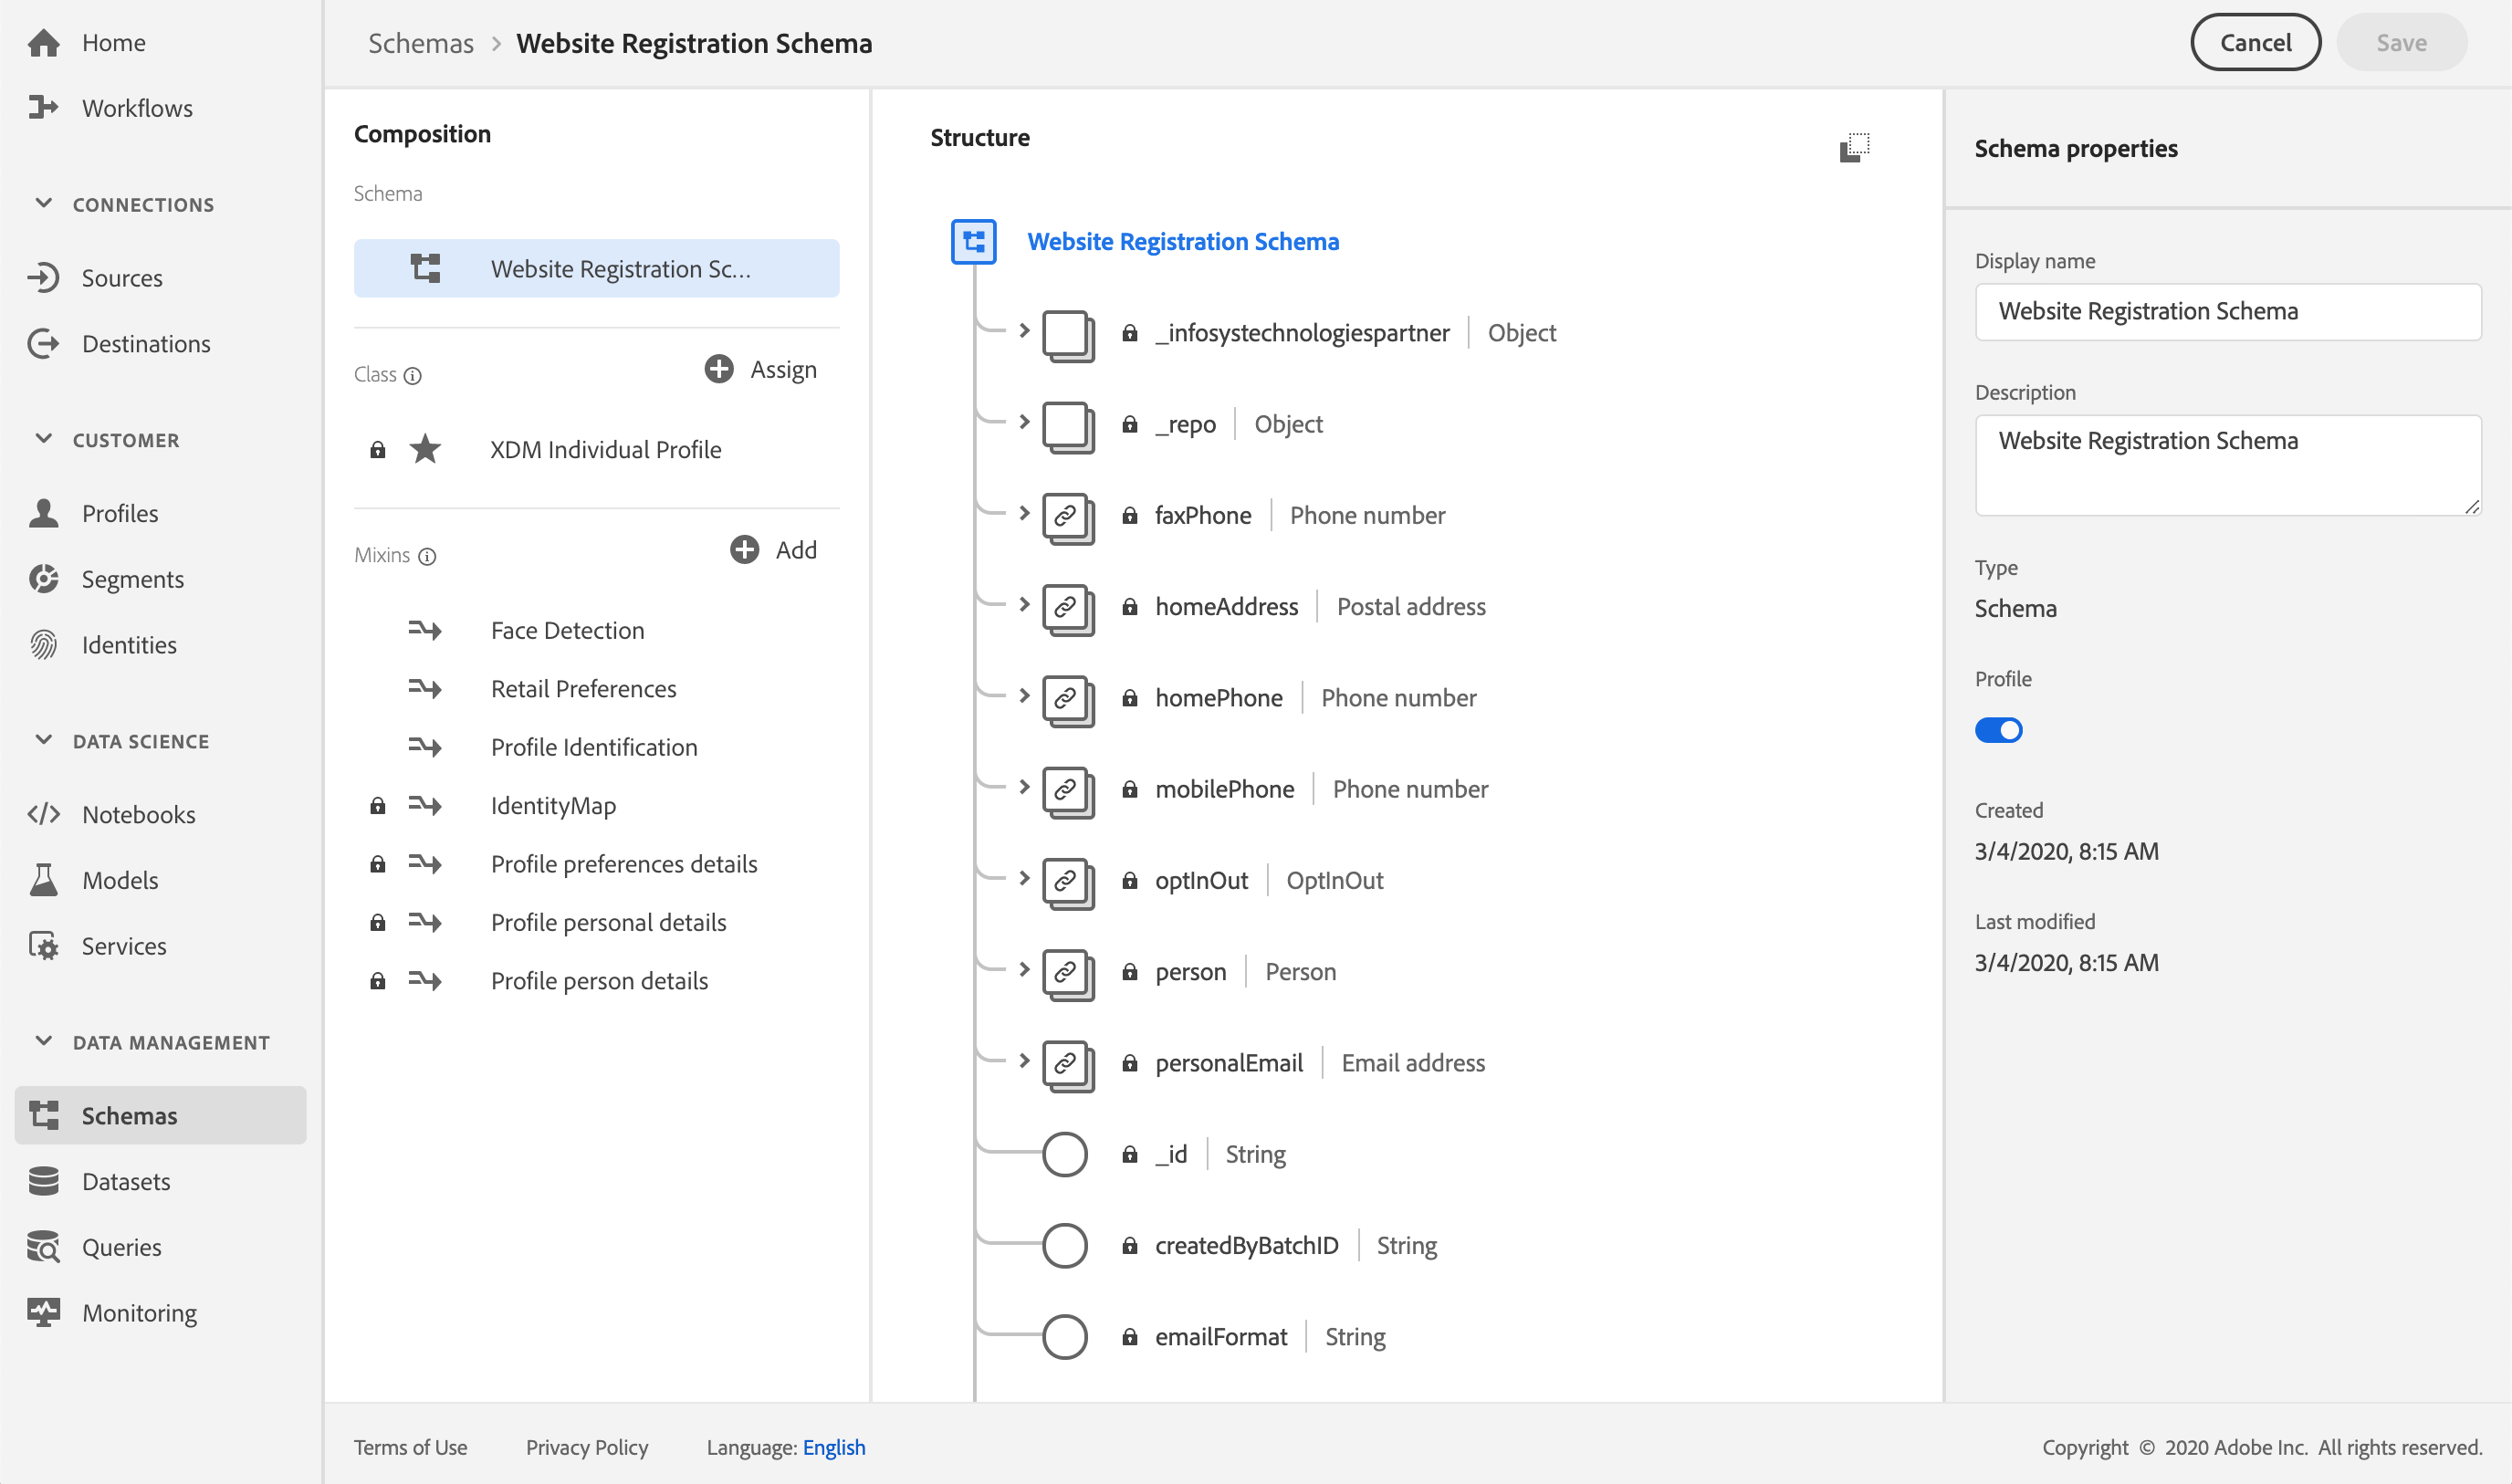 Home
Workflows
CONNECTIONS
Sources
Destinations
CUSTOMER
Profiles
Segments
Identities
DATA SCIENCE
Notebooks
Models
Services
DATA MANAGEMENT
Schemas
Datasets
Queries
Monitoring
Schemas > Website Registration Schema
Cancel
Save
Composition
Schema
Website Registration Sc...
Class
Assign
XDM Individual Profile
Mixins
Add
Face Detection
Retail Preferences
Profile Identification
IdentityMap
Profile preferences details
Profile personal details
Profile person details
Structure
Website Registration Schema
_infosystechnologiespartner | Object
_repo | Object
faxPhone | Phone number
homeAddress | Postal address
homePhone | Phone number
mobilePhone | Phone number
optInOut | OptInOut
person | Person
personalEmail | Email address
_id | String
createdByBatchID | String
emailFormat | String
Schema properties
Display name
Website Registration Schema
Description
Website Registration Schema
Type
Schema
Profile
Created
3/4/2020, 8:15 AM
Last modified
3/4/2020, 8:15 AM
Terms of Use
Privacy Policy
Language: English
Copyright © 2020 Adobe Inc. All rights reserved.